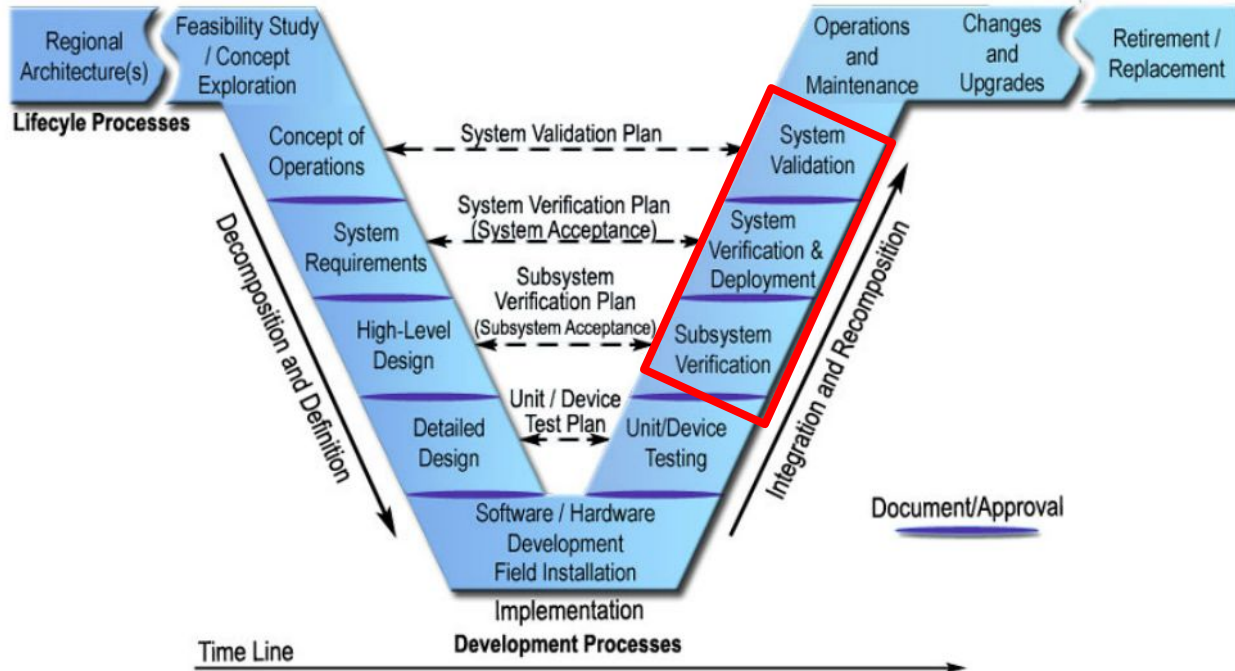 Regional
Architecture(s)
Feasibility Study
/ Concept
Exploration
Operations
and
Maintenance
Changes
and
Upgrades
Retirement /
Replacement
Lifecyle Processes
Concept of
Operations
System Validation Plan
System
Validation
System
Requirements
System Verification Plan
(System Acceptance)
System
Verification &
Deployment
High-Level
Design
Subsystem
Verification Plan
(Subsystem Acceptance)
Subsystem
Verification
Detailed
Design
Unit / Device
Test Plan
Unit/Device
Testing
Decomposition and Definition
Integration and Recomposition
Software / Hardware
Development
Field Installation
Document/Approval
Implementation
Development Processes
Time Line